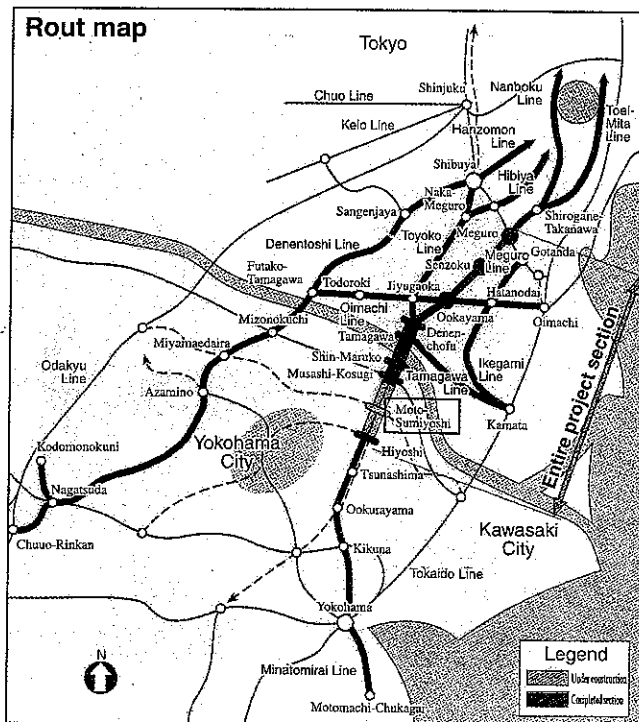 Rout map
Tokyo
Shinjuku
Nanboku
Line
Chuo Line
Toei-
Mita
Line
Keio Line
Hanzomon
Line
Shibuya
Hibiya
Line
Naka-
Meguro
Sangenjaya
Meguro
Shirogane-
Takanawa
Denentoshi Line
Toyoko
Line
Senzoku
Meguro
Line
Gotanda
Futako-
Tamagawa
Todoroki
Jiyugaoka
Hatanodai
Oimachi
Line
Ookayama
Oimachi
Mizonokuchi
Tamagawa
Denen-
chofu
Miyamaedaira
Shin-Maruko
Ikegami
Line
Musashi-Kosugi
Tamagawa
Line
Odakyu
Line
Azamino
Moto-
Sumiyoshi
Kamata
Entire project section
Yokohama
City
Kodomonokuni
Hiyoshi
Nagatsuda
Tsunashima
Ookurayama
Kawasaki
City
Chuuo-Rinkan
Kikuna
Tokaido Line
Yokohama
N
Legend
Under construction
Completed section
Minatomirai Line
Motomachi-Chukagai